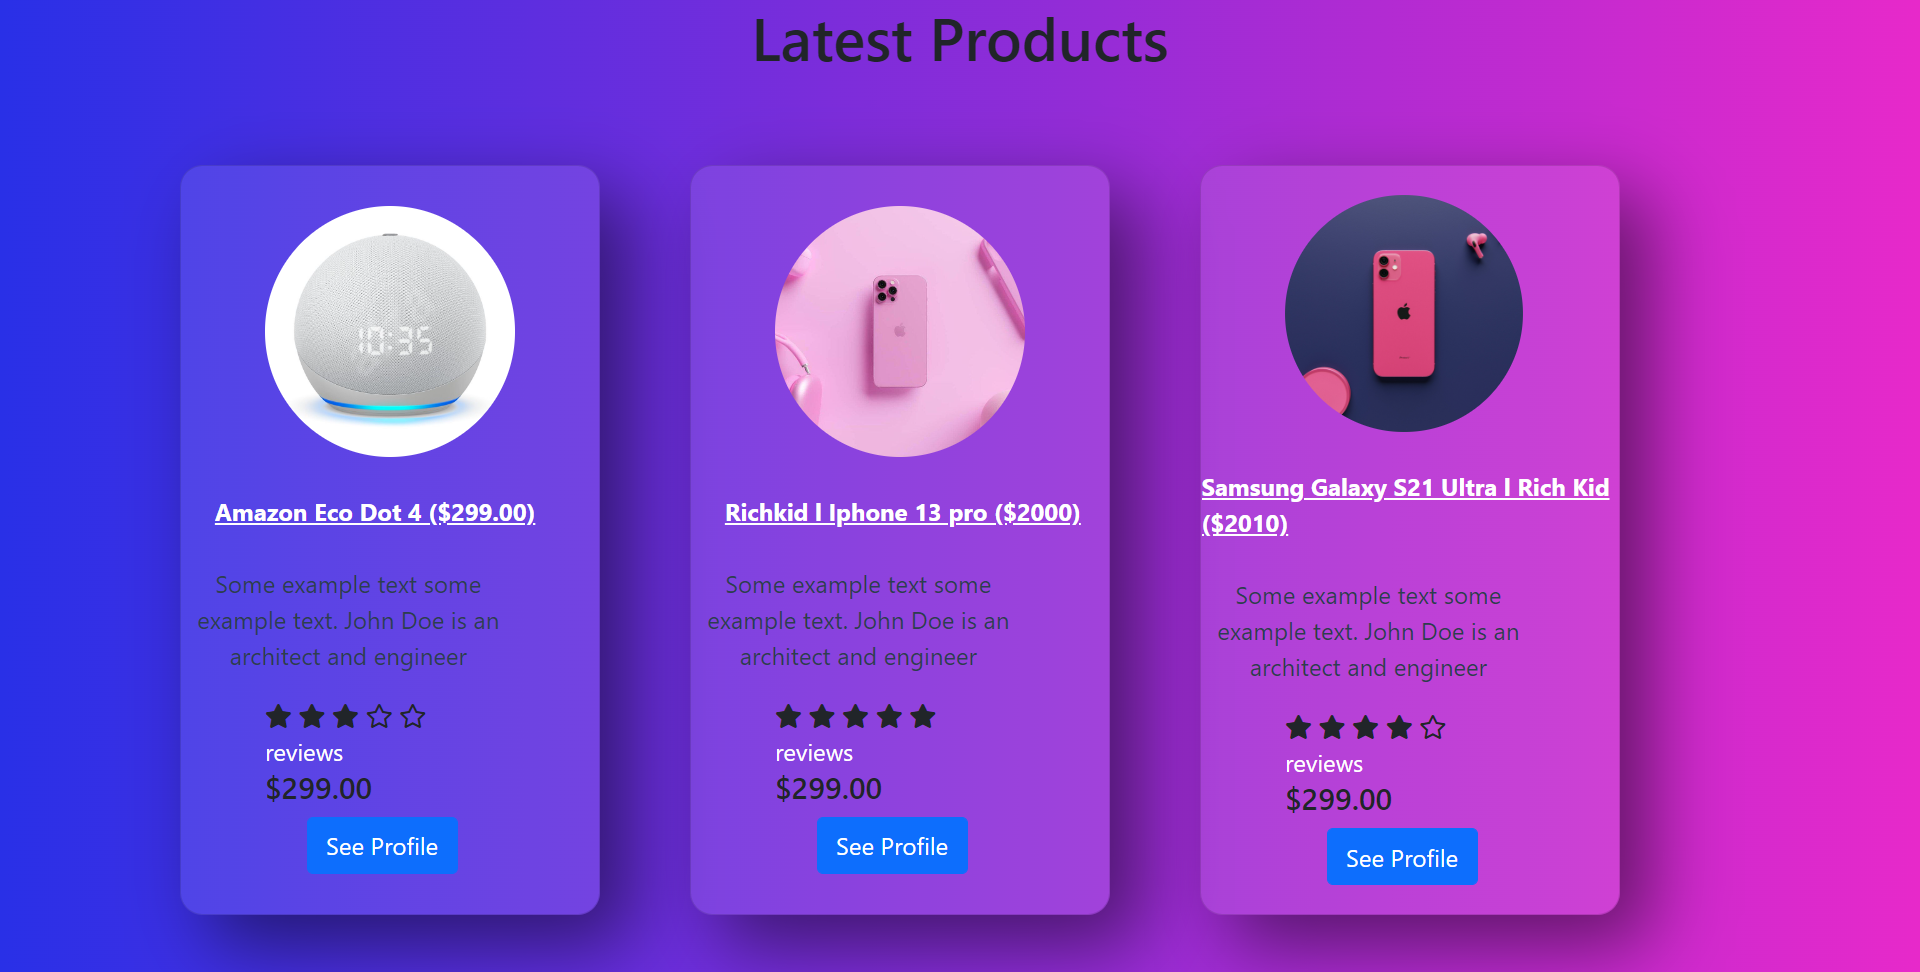 Latest Products
10:35
Amazon Eco Dot 4 ($299.00)
Some example text some
example text. John Doe is an
architect and engineer
reviews
$299.00
See Profile
Richkid l Iphone 13 pro ($2000)
Some example text some
example text. John Doe is an
architect and engineer
reviews
$299.00
See Profile
Samsung Galaxy S21 Ultra l Rich Kid
($2010)
Some example text some
example text. John Doe is an
architect and engineer
reviews
$299.00
See Profile